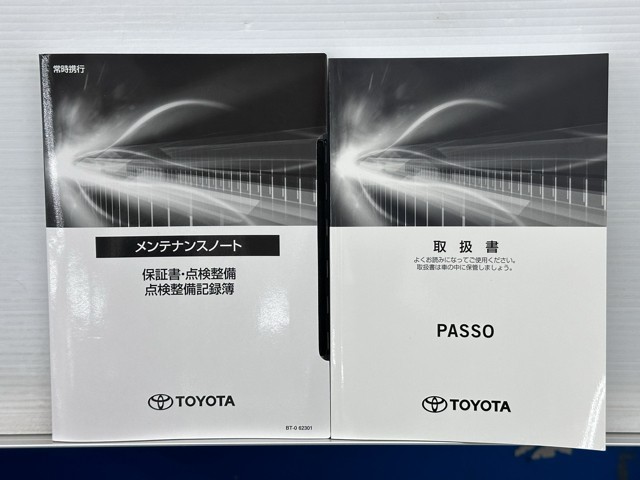 常時携行
メンテナンスノート
保証書・点検整備
点検整備記録簿
TOYOTA
BT-0 62301
取扱書
よくお読みになってご使用ください。
取扱書は車の中に保管しましょう。
PASSO
TOYOTA